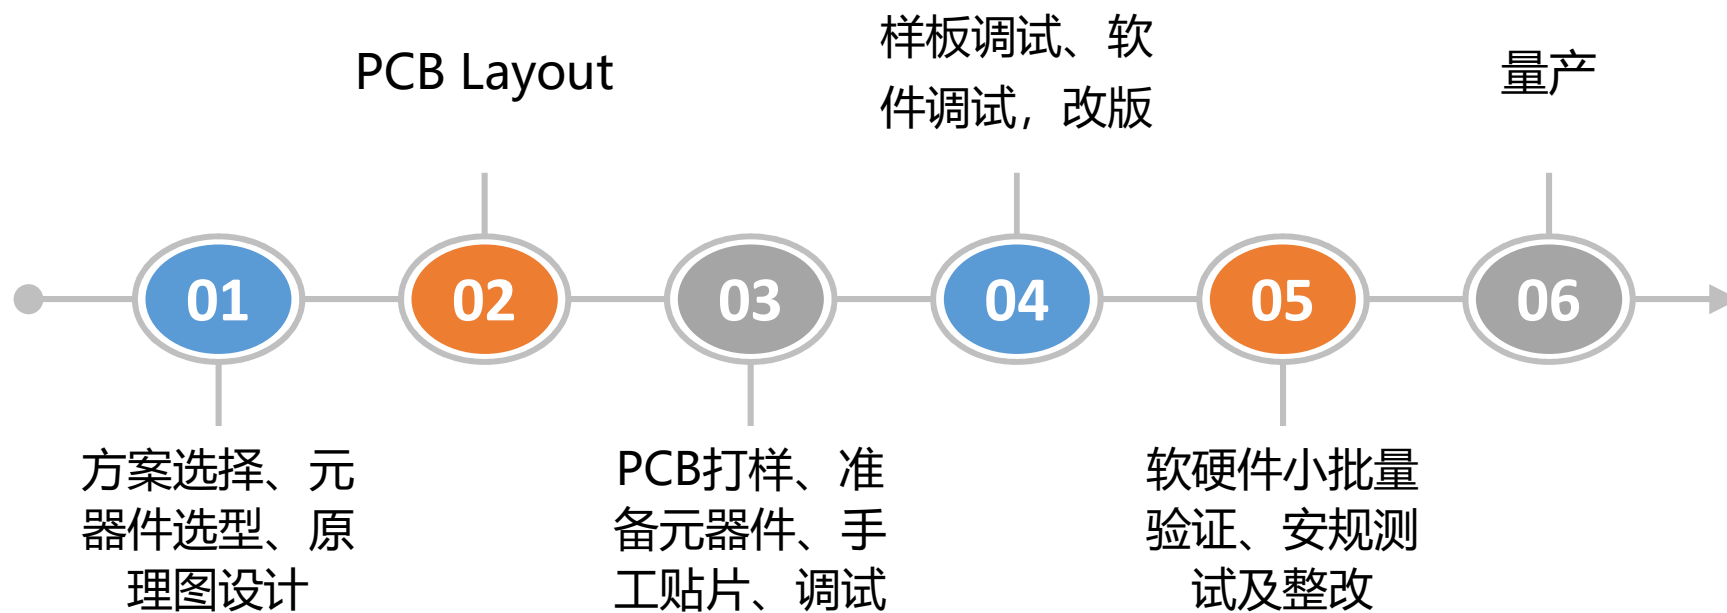 PCB Layout
样板调试、软
件调试，改版
量产
01
02
03
04
05
06
方案选择、元
器件选型、原
理图设计
PCB打样、准
备元器件、手
工贴片、调试
软硬件小批量
验证、安规测
试及整改